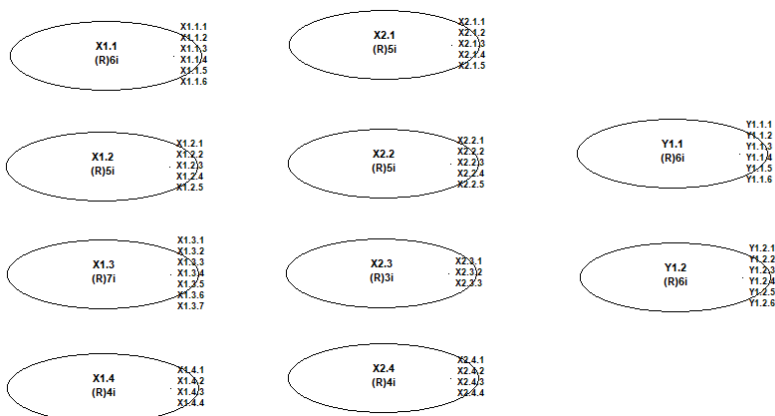 X1.1
(R)6i
X1.1.1
X1.1.2
X1.1.3
X1.1.4
X1.1.5
X1.1.6
X2.1
(R)5i
X2.1.1
X2.1.2
X2.1.3
X2.1.4
X2.1.5
X1.2
(R)5i
X1.2.1
X1.2.2
X1.2.3
X1.2.4
X1.2.5
X2.2
(R)5i
X2.2.1
X2.2.2
X2.2.3
X2.2.4
X2.2.5
Y1.1
(R)6i
Y1.1.1
Y1.1.2
Y1.1.3
Y1.1.4
Y1.1.5
Y1.1.6
X1.3
(R)7i
X1.3.1
X1.3.2
X1.3.3
X1.3.4
X1.3.5
X1.3.6
X1.3.7
X2.3
(R)3i
X2.3.1
X2.3.2
X2.3.3
Y1.2
(R)6i
Y1.2.1
Y1.2.2
Y1.2.3
Y1.2.4
Y1.2.5
Y1.2.6
X1.4
(R)4i
X1.4.1
X1.4.2
X1.4.3
X1.4.4
X2.4
(R)4i
X2.4.1
X2.4.2
X2.4.3
X2.4.4